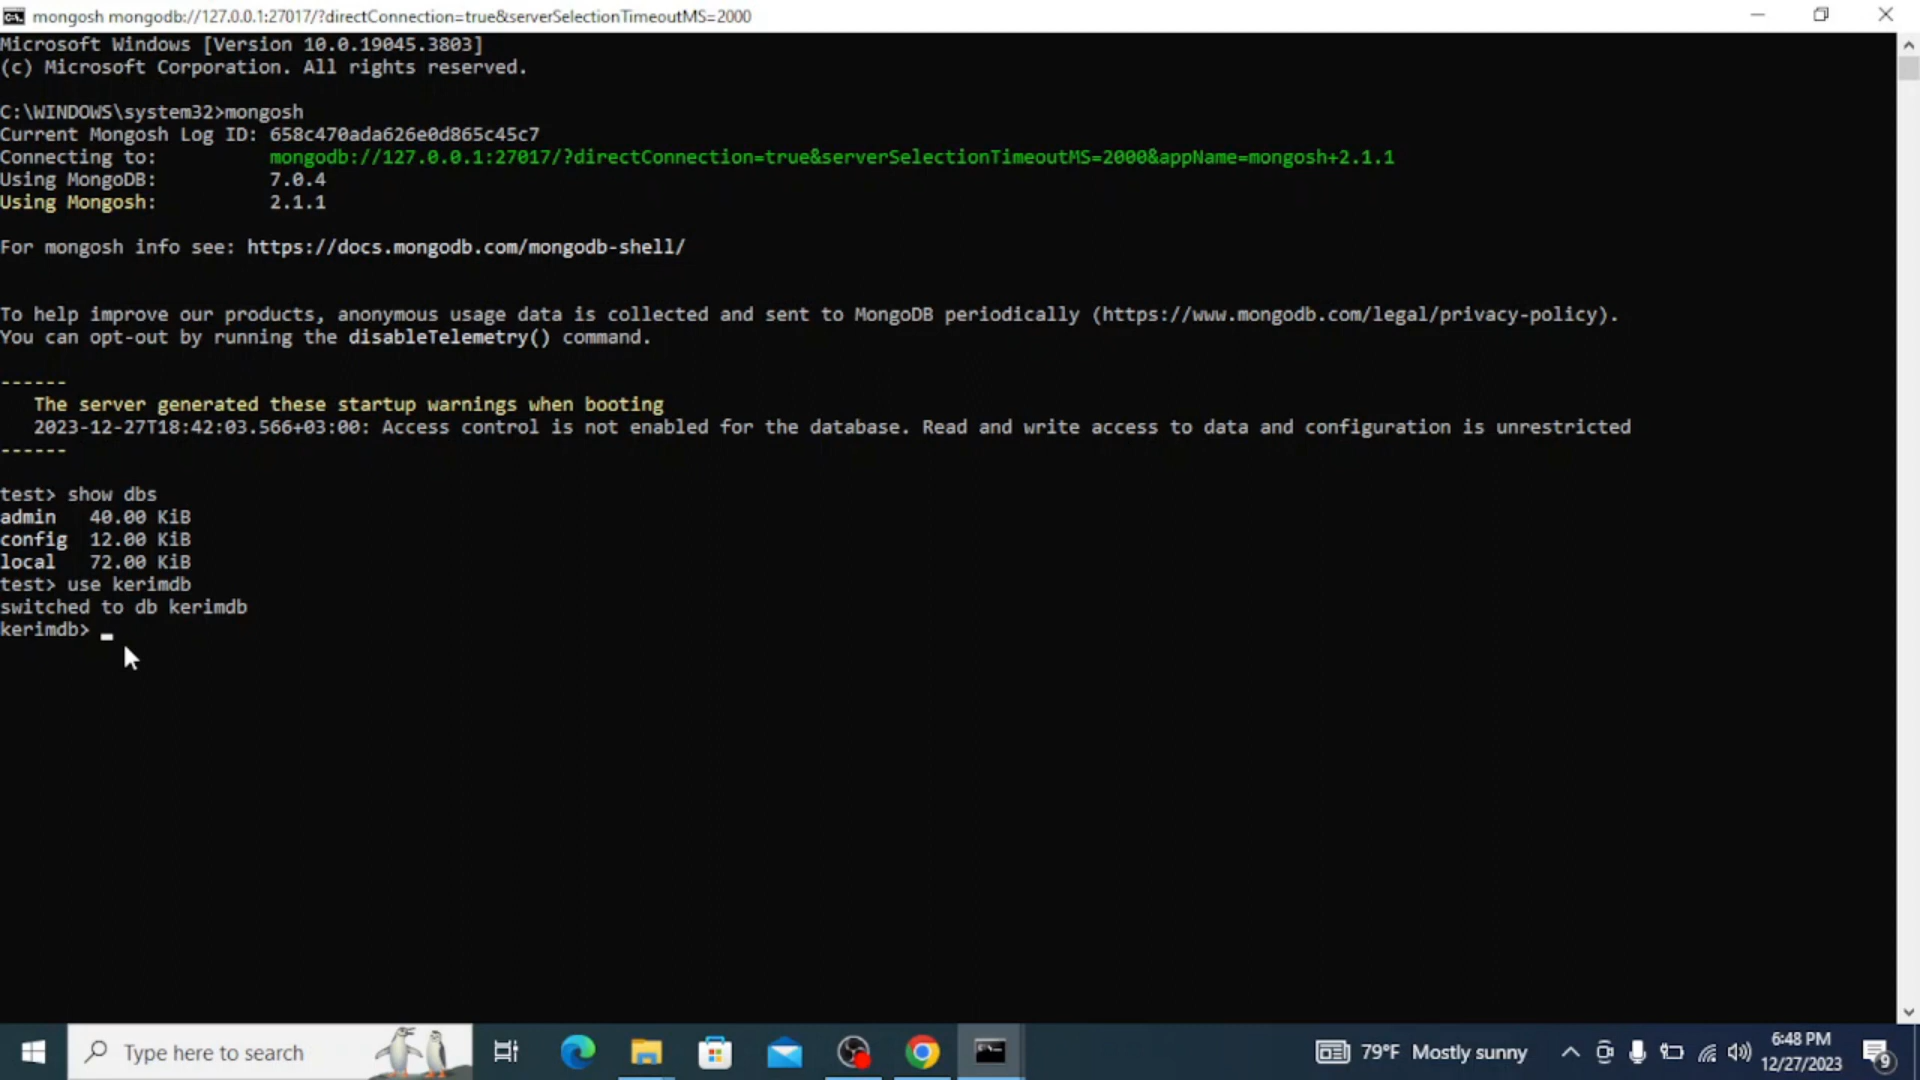 mongosh mongodb://127.0.0.1:27017/?directConnection=true&serverSelectionTimeoutMS=2000
Microsoft Windows [Version 10.0.19045.3803]
(c) Microsoft Corporation. All rights reserved.
C:\WINDOWS\system32>mongosh
Current Mongosh Log ID: 658c470ada626e0d865c45c7
Connecting to: mongodb://127.0.0.1:27017/?directConnection=true&serverSelectionTimeoutMS=2000&appName=mongosh+2.1.1
Using MongoDB: 7.0.4
Using Mongosh: 2.1.1
For mongosh info see: https://docs.mongodb.com/mongodb-shell/
To help improve our products, anonymous usage data is collected and sent to MongoDB periodically (https://www.mongodb.com/legal/privacy-policy).
You can opt-out by running the disableTelemetry() command.
------
The server generated these startup warnings when booting
2023-12-27T18:42:03.566+03:00: Access control is not enabled for the database. Read and write access to data and configuration is unrestricted
------
test> show dbs
admin 40.00 KiB
config 12.00 KiB
local 72.00 KiB
test> use kerimdb
switched to db kerimdb
kerimdb>
Type here to search
79°F Mostly sunny
6:48 PM
12/27/2023
9